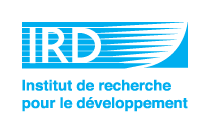 IRD
Institut de recherche
pour le développement